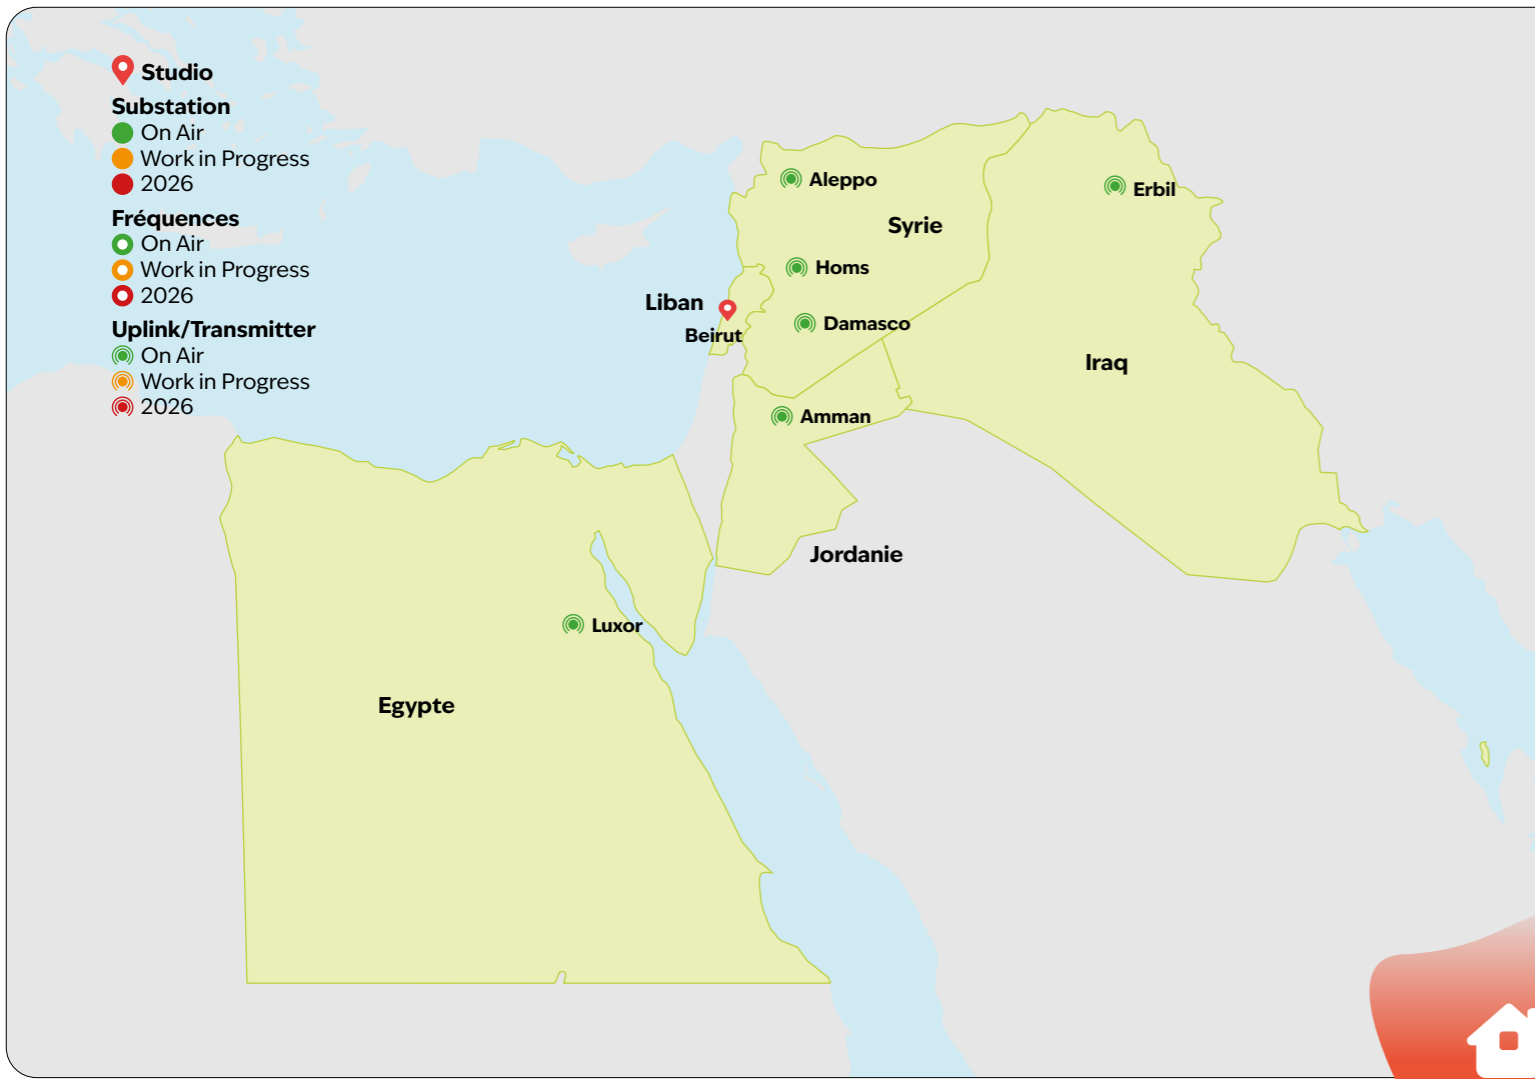 Studio
Substation
On Air
Work in Progress
2026
Fréquences
On Air
Work in Progress
2026
Uplink/Transmitter
On Air
Work in Progress
2026
Aleppo
Erbil
Syrie
Homs
Liban
Damasco
Beirut
Iraq
Amman
Jordanie
Luxor
Egypte